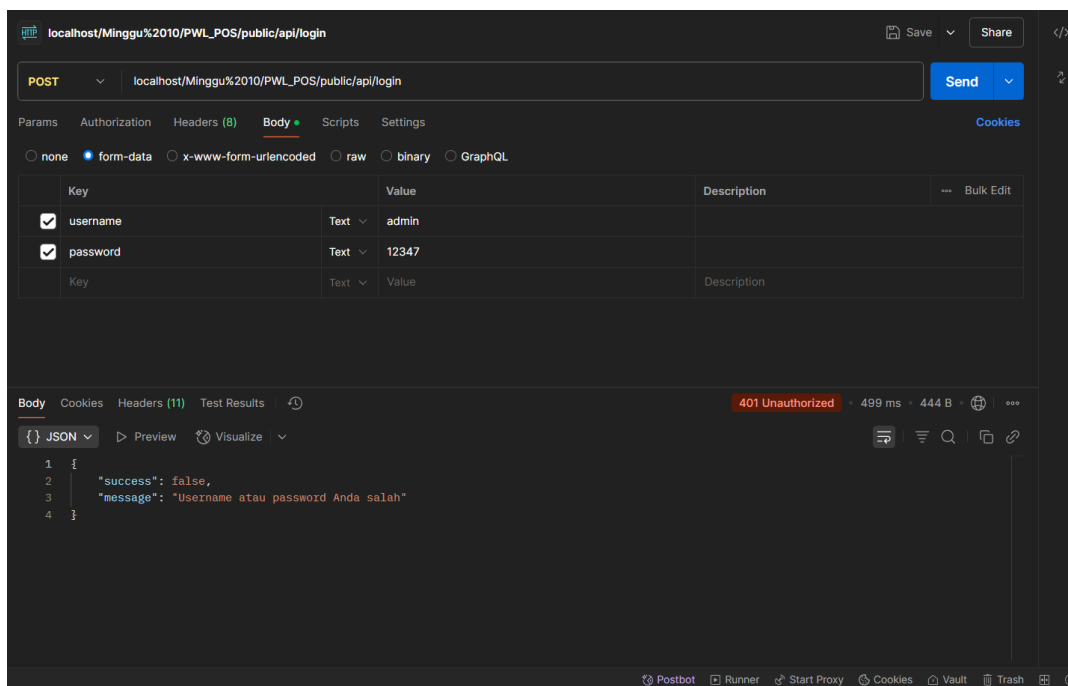 HTTP localhost/Minggu%2010/PWL_POS/public/api/login Save Share
POST localhost/Minggu%2010/PWL_POS/public/api/login Send
Params Authorization Headers (8) Body Scripts Settings Cookies
none form-data x-www-form-urlencoded raw binary GraphQL
Key Value Description Bulk Edit
username Text admin
password Text 12347
Key Text Value Description
Body Cookies Headers (11) Test Results 401 Unauthorized 499 ms 444 B
{} JSON Preview Visualize
1 {
2 "success": false,
3 "message": "Username atau password Anda salah"
4 }
Postbot Runner Start Proxy Cookies Vault Trash